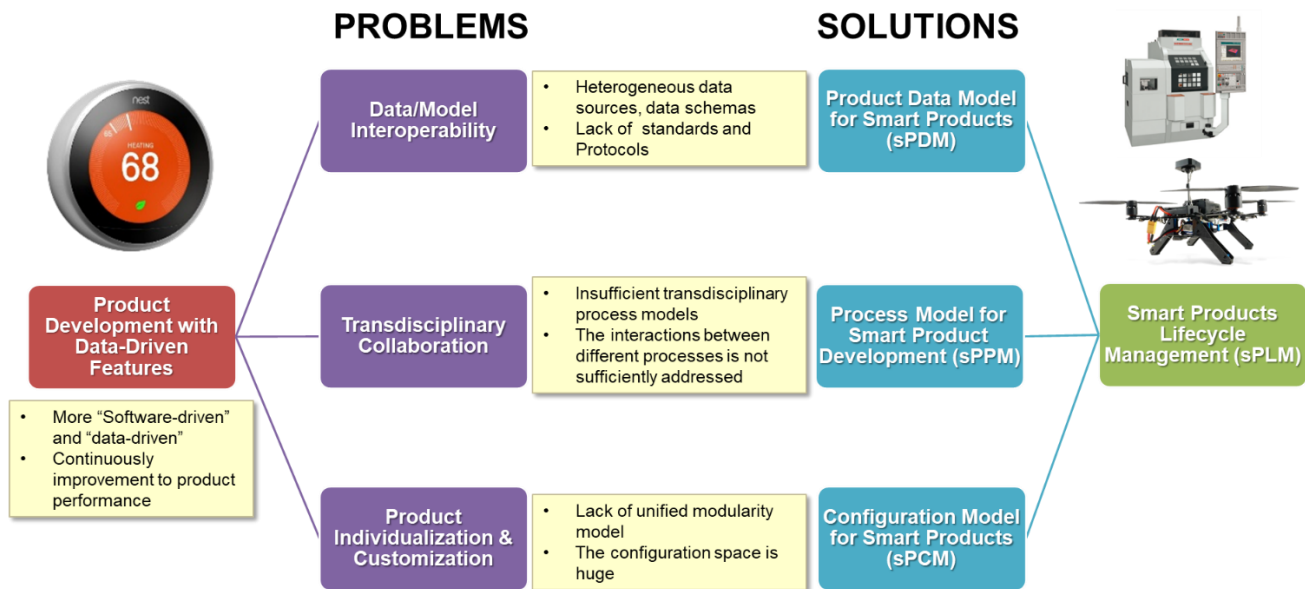 PROBLEMS
SOLUTIONS
nest
HEATING
68
Product
Development with
Data-Driven
Features
• More “Software-driven”
and “data-driven”
• Continuously
improvement to product
performance
Data/Model
Interoperability
• Heterogeneous data
sources, data schemas
• Lack of standards and
Protocols
Product Data Model
for Smart Products
(sPDM)
Transdisciplinary
Collaboration
• Insufficient transdisciplinary
process models
• The interactions between
different processes is not
sufficiently addressed
Process Model for
Smart Product
Development (sPPM)
Product
Individualization &
Customization
• Lack of unified modularity
model
• The configuration space is
huge
Configuration Model
for Smart Products
(sPCM)
Smart Products
Lifecycle
Management (sPLM)